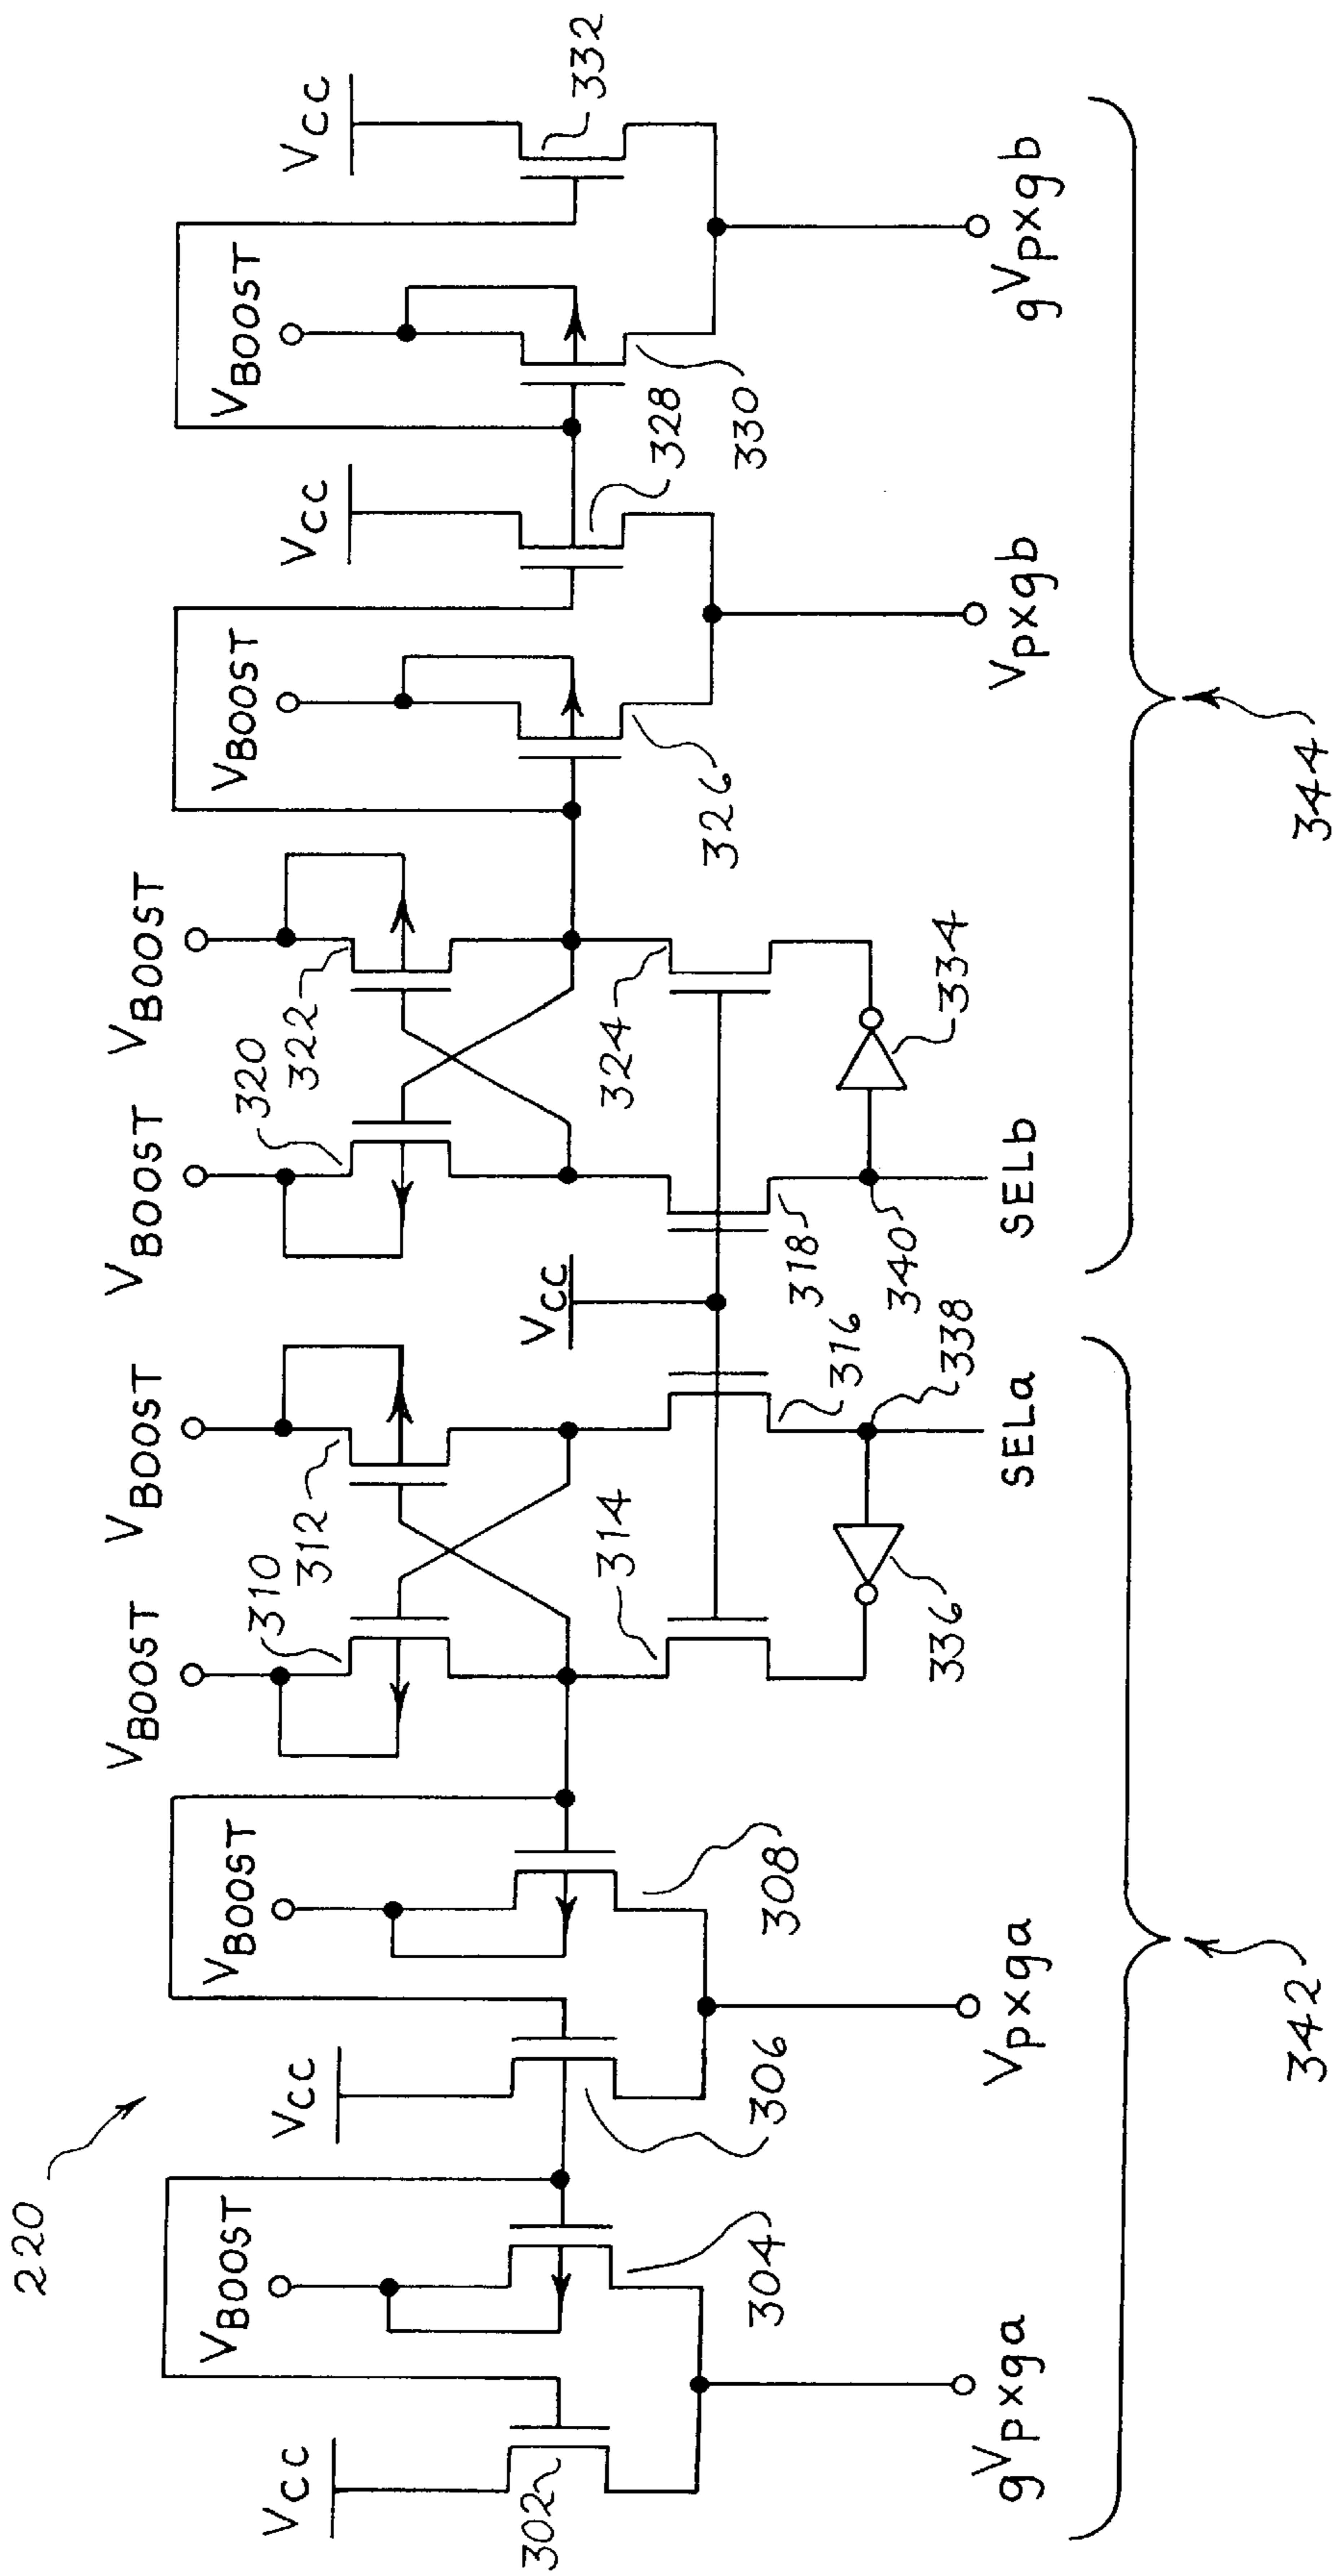 220
VCC
VBOOST
VCC
VBOOST
VBOOST
VBOOST
VBOOST
VBOOST
VBOOST
VCC
VBOOST
VCC
302
304
306
308
310
312
314
316
VCC
318
320
322
324
326
328
330
332
336
338
340
334
gVpxga
Vpxga
SELa
SELb
Vpxgb
gVpxgb
342
344